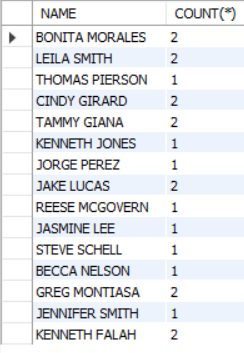 NAME COUNT(*)
BONITA MORALES 2
LEILA SMITH 2
THOMAS PIERSON 1
CINDY GIRARD 2
TAMMY GIANA 2
KENNETH JONES 1
JORGE PEREZ 1
JAKE LUCAS 2
REESE MCGOVERN 1
JASMINE LEE 1
STEVE SCHELL 1
BECCA NELSON 1
GREG MONTIASA 2
JENNIFER SMITH 1
KENNETH FALAH 2